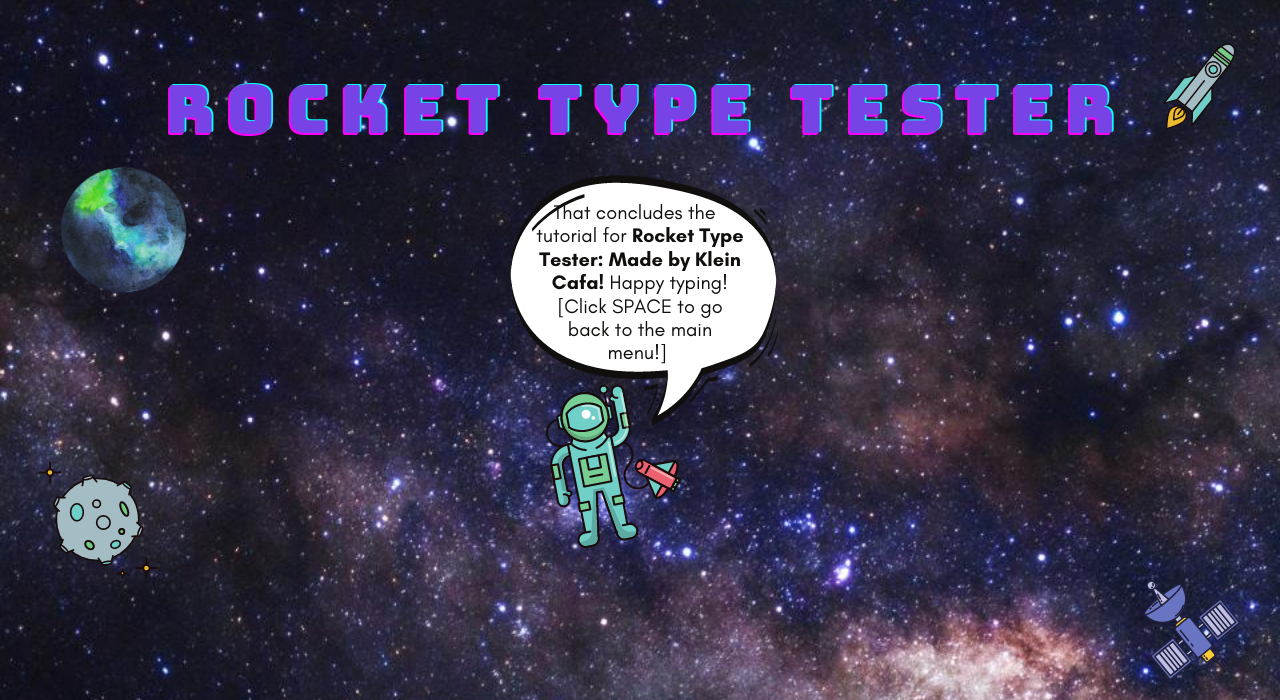 ROCKET TYPE TESTER
That concludes the
tutorial for Rocket Type
Tester: Made by Klein
Cafa! Happy typing!
[Click SPACE to go
back to the main
menu!]